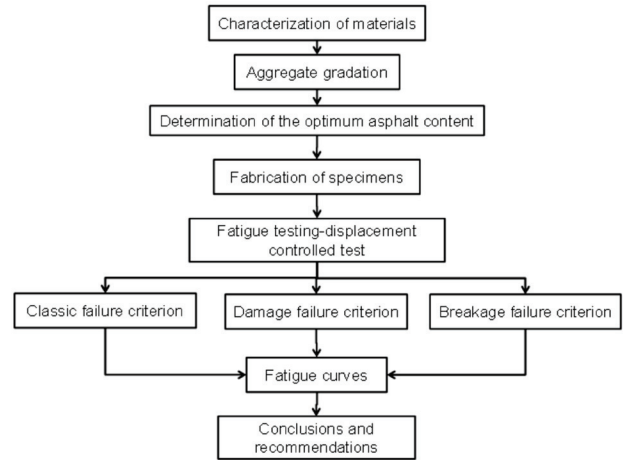 Characterization of materials
Aggregate gradation
Determination of the optimum asphalt content
Fabrication of specimens
Fatigue testing-displacement
controlled test
Classic failure criterion
Damage failure criterion
Breakage failure criterion
Fatigue curves
Conclusions and
recommendations